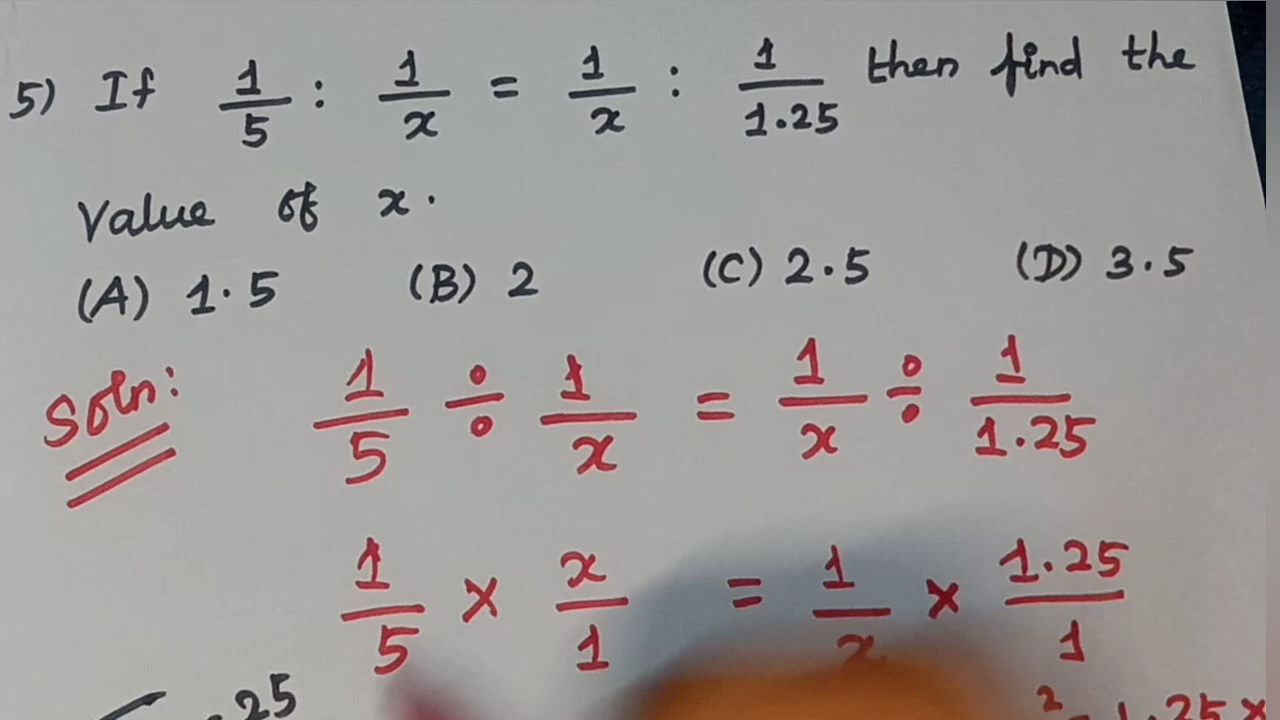 5) If 1/5 : 1/x = 1/x : 1/1.25 then find the
Value of x.
(A) 1.5 (B) 2 (C) 2.5 (D) 3.5
Soln: 1/5 ÷ 1/x = 1/x ÷ 1/1.25
1/5 × x/1 = 1/x × 1.25/1
.25